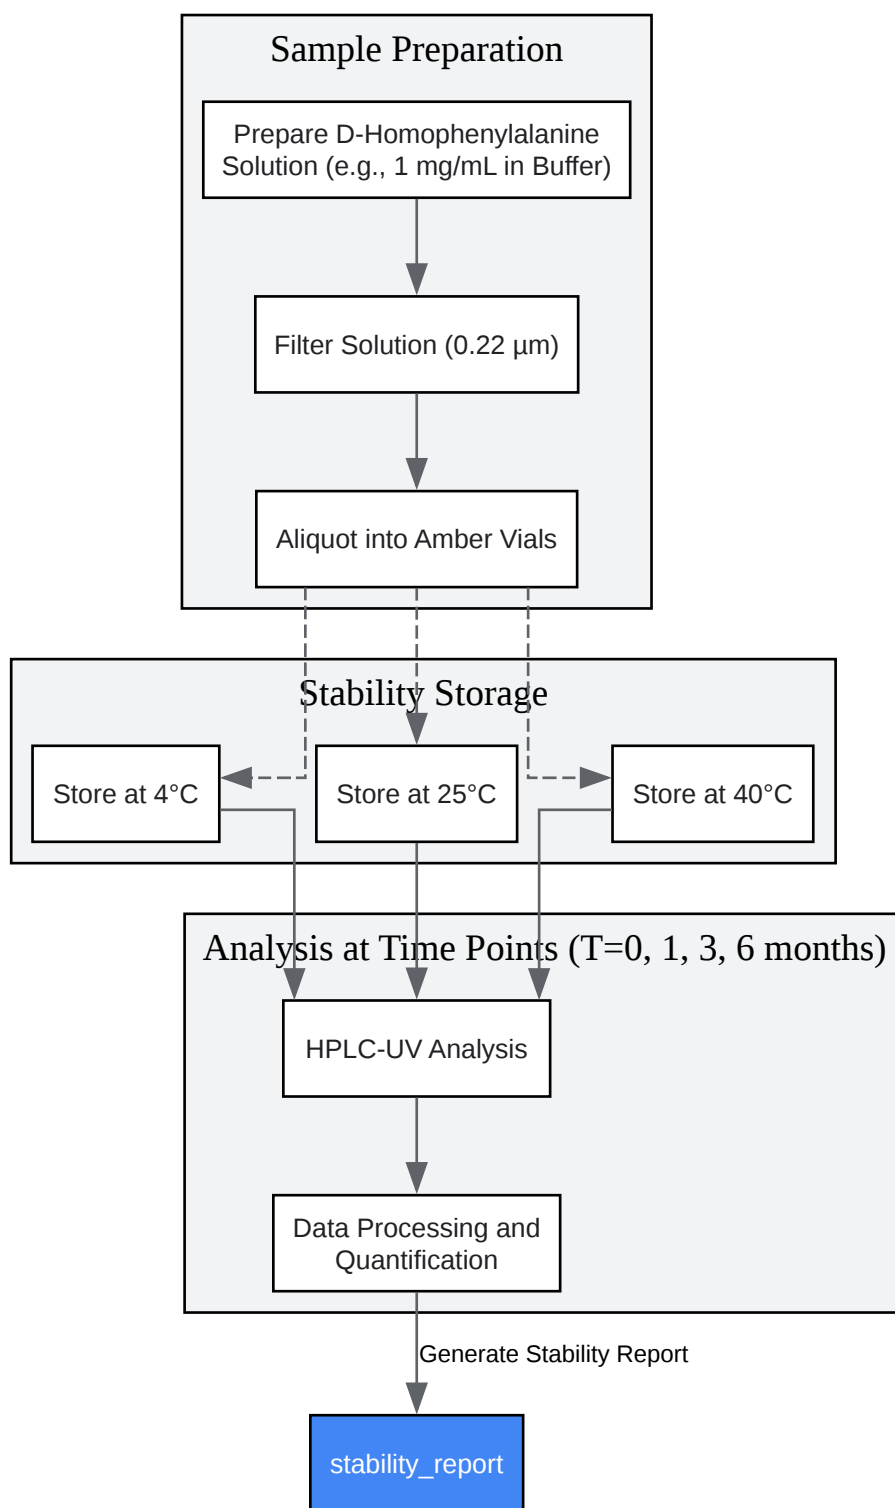 Sample Preparation
Prepare D-Homophenylalanine
Solution (e.g., 1 mg/mL in Buffer)
Filter Solution (0.22 µm)
Aliquot into Amber Vials
Stability Storage
Store at 4°C
Store at 25°C
Store at 40°C
Analysis at Time Points (T=0, 1, 3, 6 months)
HPLC-UV Analysis
Data Processing and
Quantification
Generate Stability Report
stability_report